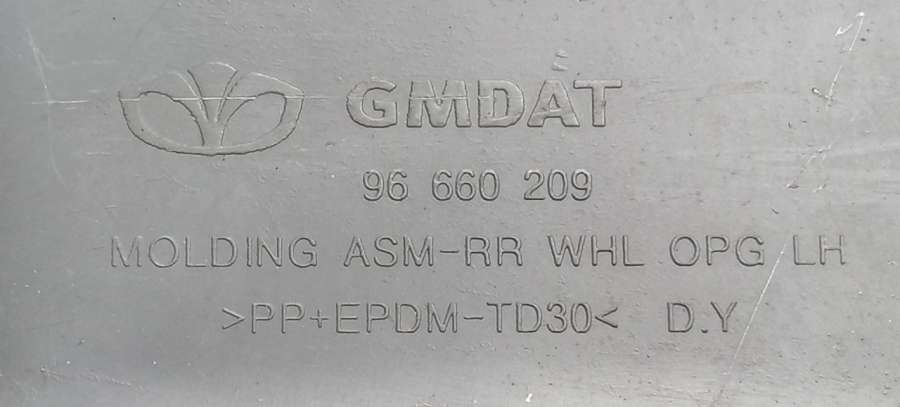 GMDAT
96 660 209
MOLDING ASM-RR WHL OPG LH
>PP+EPDM-TD30< D.Y